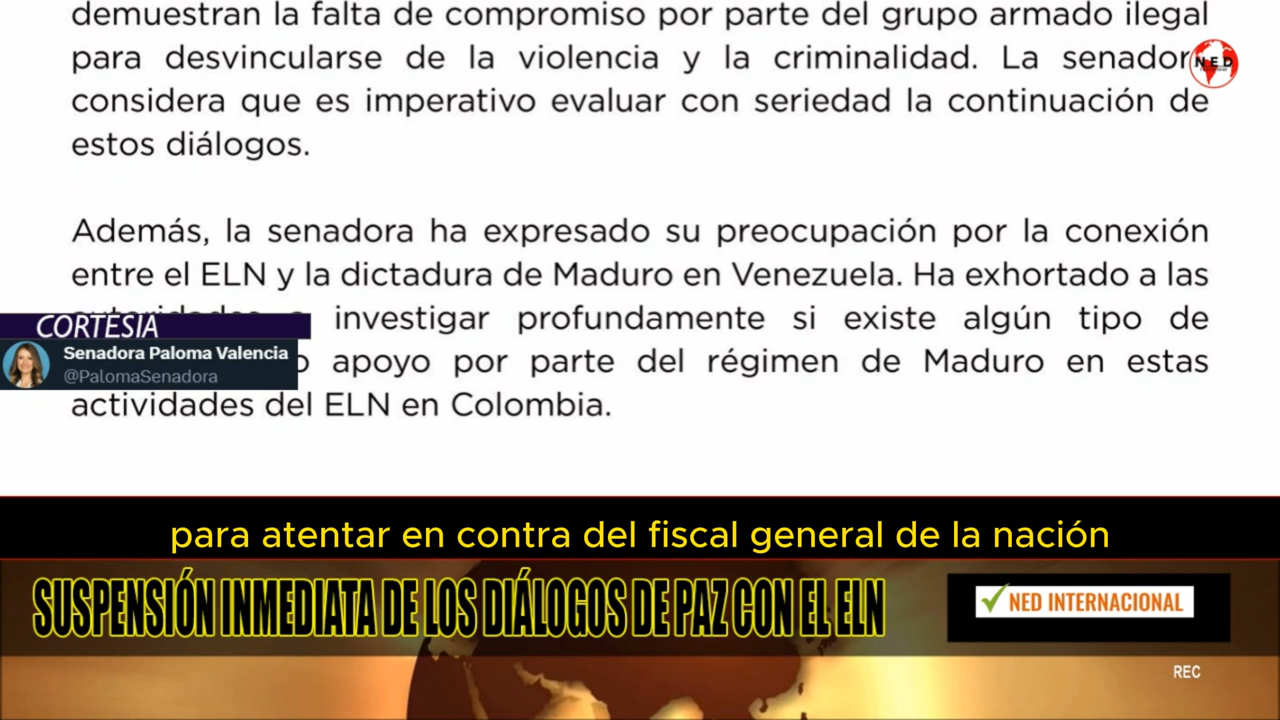 demuestran la falta de compromiso por parte del grupo armado ilegal
para desvincularse de la violencia y la criminalidad. La senadora
NED
considera que es imperativo evaluar con seriedad la continuación de
estos diálogos.
Además, la senadora ha expresado su preocupación por la conexión
entre el ELN y la dictadura de Maduro en Venezuela. Ha exhortado a las
investigar profundamente si existe algún tipo de
CORTESIA
Senadora Paloma Valencia
@PalomaSenadora
o apoyo por parte del régimen de Maduro en estas
actividades del ELN en Colombia.
para atentar en contra del fiscal general de la nación
SUSPENSIÓN INMEDIATA DE LOS DIÁLOGOS DE PAZ CON EL ELN
NED INTERNACIONAL
REC